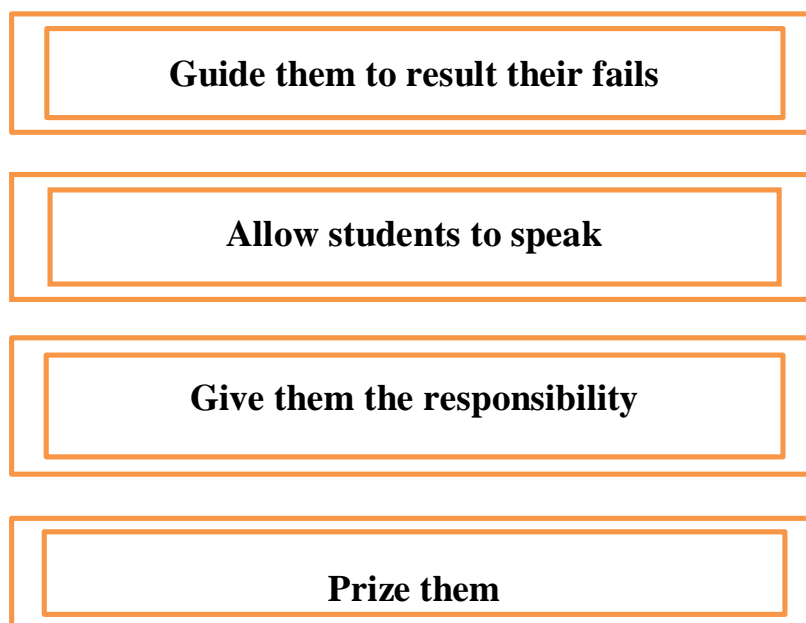 Guide them to result their fails
Allow students to speak
Give them the responsibility
Prize them